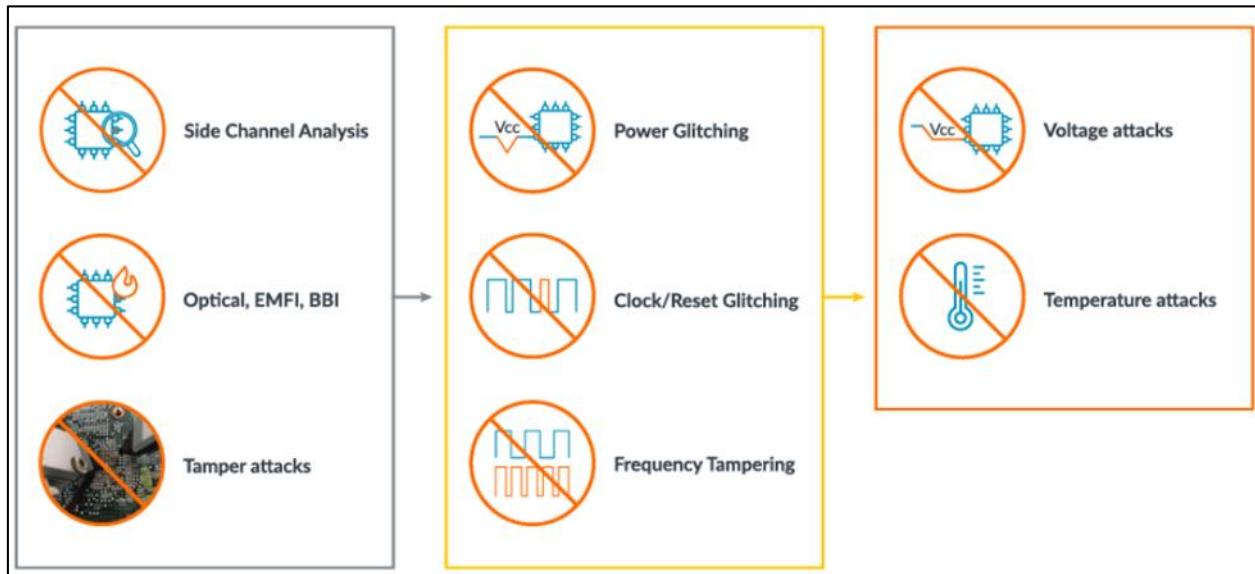 Side Channel Analysis
Optical, EMFI, BBI
Tamper attacks
Vcc
Power Glitching
Clock/Reset Glitching
Frequency Tampering
Vcc
Voltage attacks
Temperature attacks